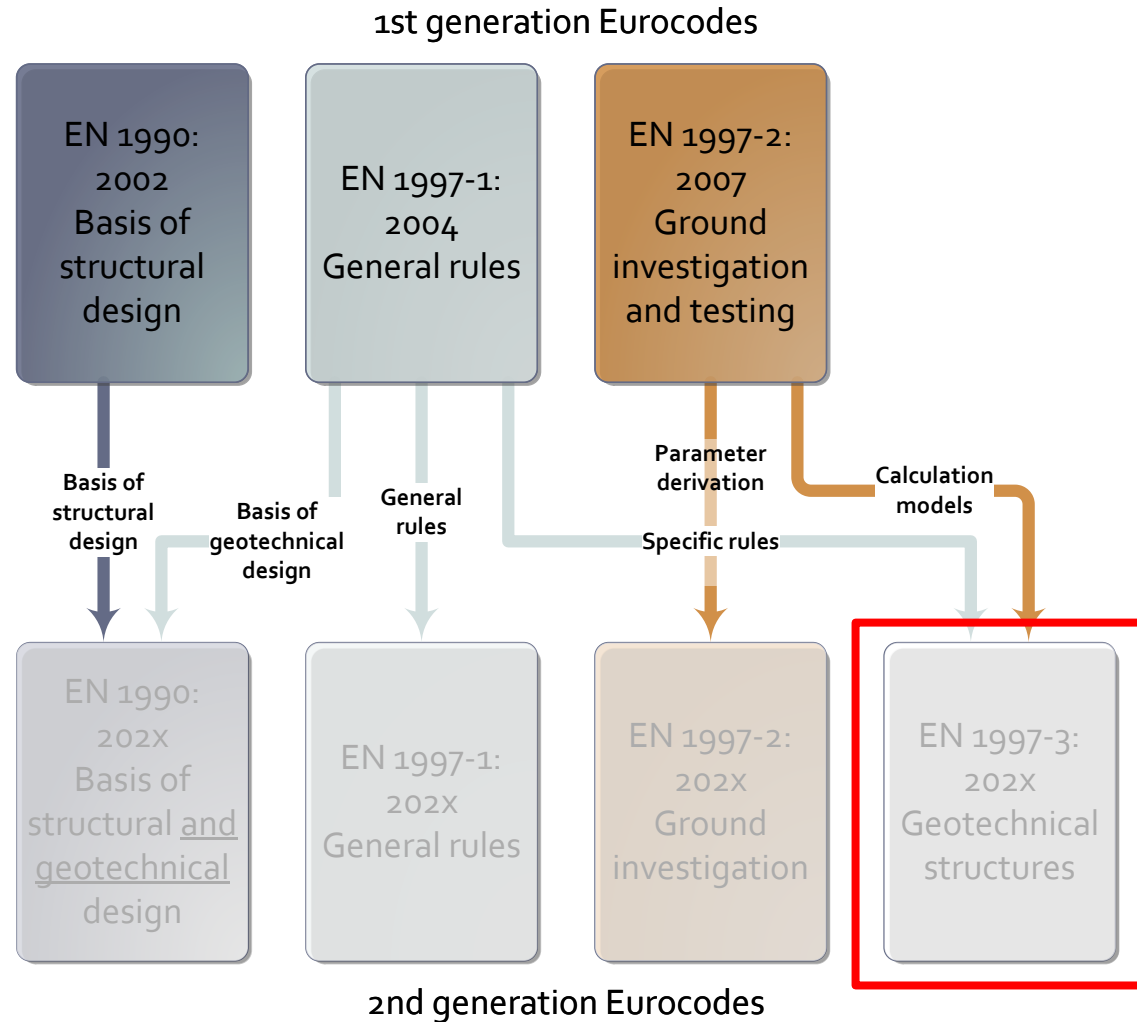 1st generation Eurocodes
EN 1990:
2002
Basis of
structural
design
EN 1997-1:
2004
General rules
EN 1997-2:
2007
Ground
investigation
and testing
Basis of
structural
design
Basis of
geotechnical
design
General
rules
Specific rules
Parameter
derivation
Calculation
models
EN 1990:
202X
Basis of
structural and
geotechnical
design
EN 1997-1:
202X
General rules
EN 1997-2:
202X
Ground
investigation
EN 1997-3:
202X
Geotechnical
structures
2nd generation Eurocodes